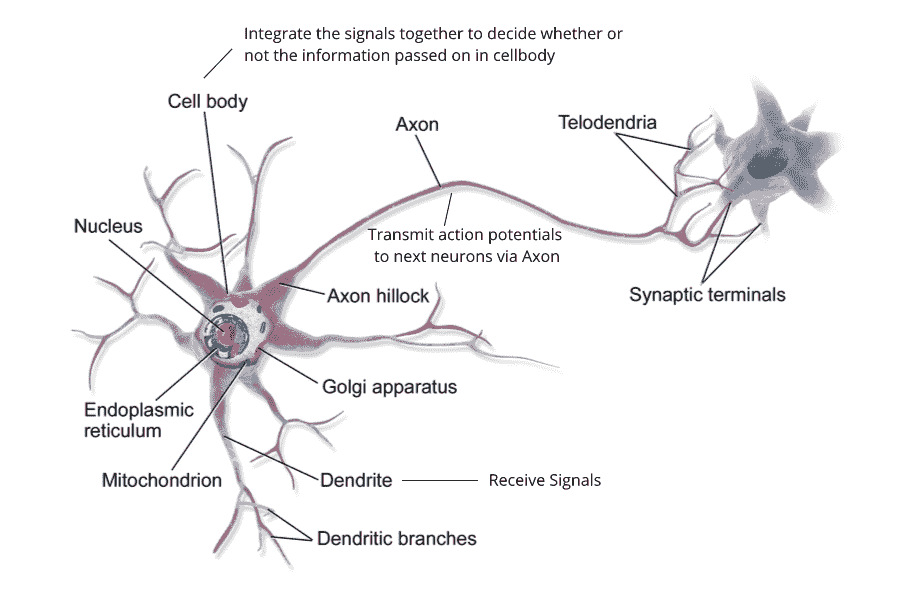 Integrate the signals together to decide whether or
not the information passed on in cellbody
Cell body
Axon
Telodendria
Nucleus
Transmit action potentials
to next neurons via Axon
Axon hillock
Synaptic terminals
Golgi apparatus
Endoplasmic
reticulum
Mitochondrion
Dendrite
Receive Signals
Dendritic branches